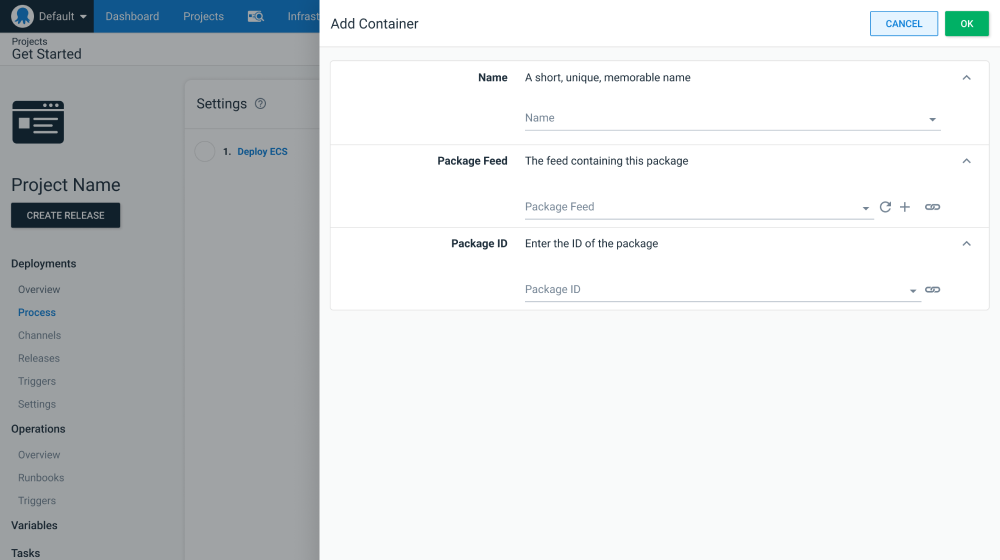 Default
Dashboard
Projects
Infrast
Projects
Get Started
Project Name
CREATE RELEASE
Deployments
Overview
Process
Channels
Releases
Triggers
Settings
Operations
Overview
Runbooks
Triggers
Variables
Tasks
Settings
1. Deploy ECS
Add Container
CANCEL
OK
Name A short, unique, memorable name
Name
Package Feed The feed containing this package
Package Feed
Package ID Enter the ID of the package
Package ID